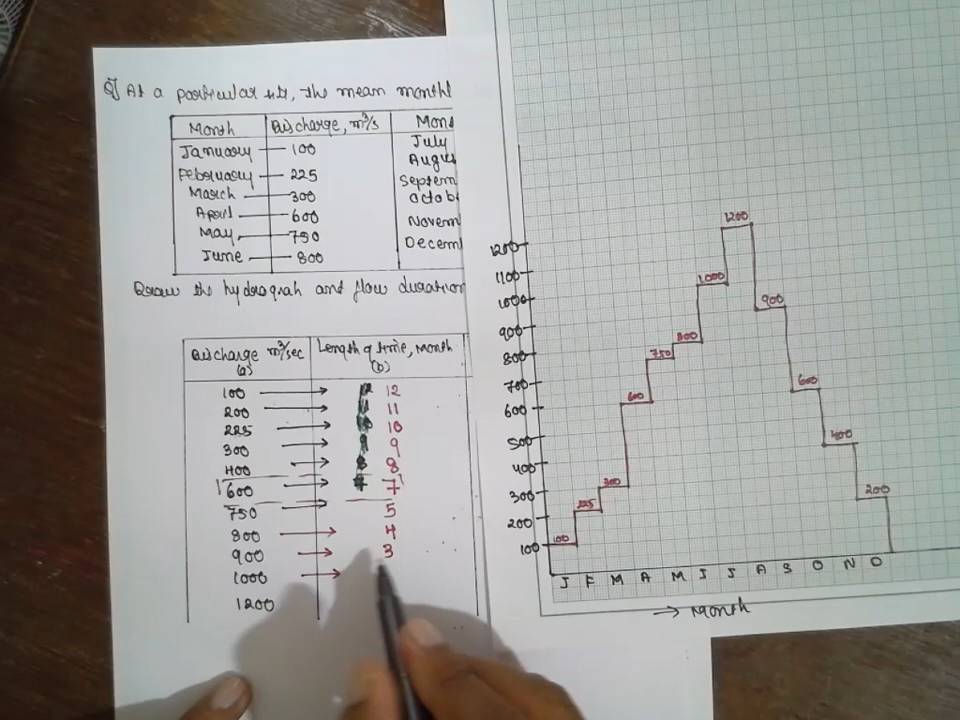 Q] At a particular site, the mean monthl
Month Discharge, m³/s Mon
January 100 July
February 225 Augus
March 300 Septem
April 600 octob
May 750 Novem
June 800 Decem
Draw the hydrograh and flow duration
Discharge m³/sec Length of time, Month
(a) (b)
100 → 12
200 → 11
225 → 10
300 → 9
400 → 8
600 → 7
750 → 5
800 → 4
900 → 3
1000 →
1200
1200
1100
1000
900
800
700
600
500
400
300
200
100
100
225
300
600
750
800
1000
1200
900
600
400
200
J F M A M J J A S O N D
→ Month